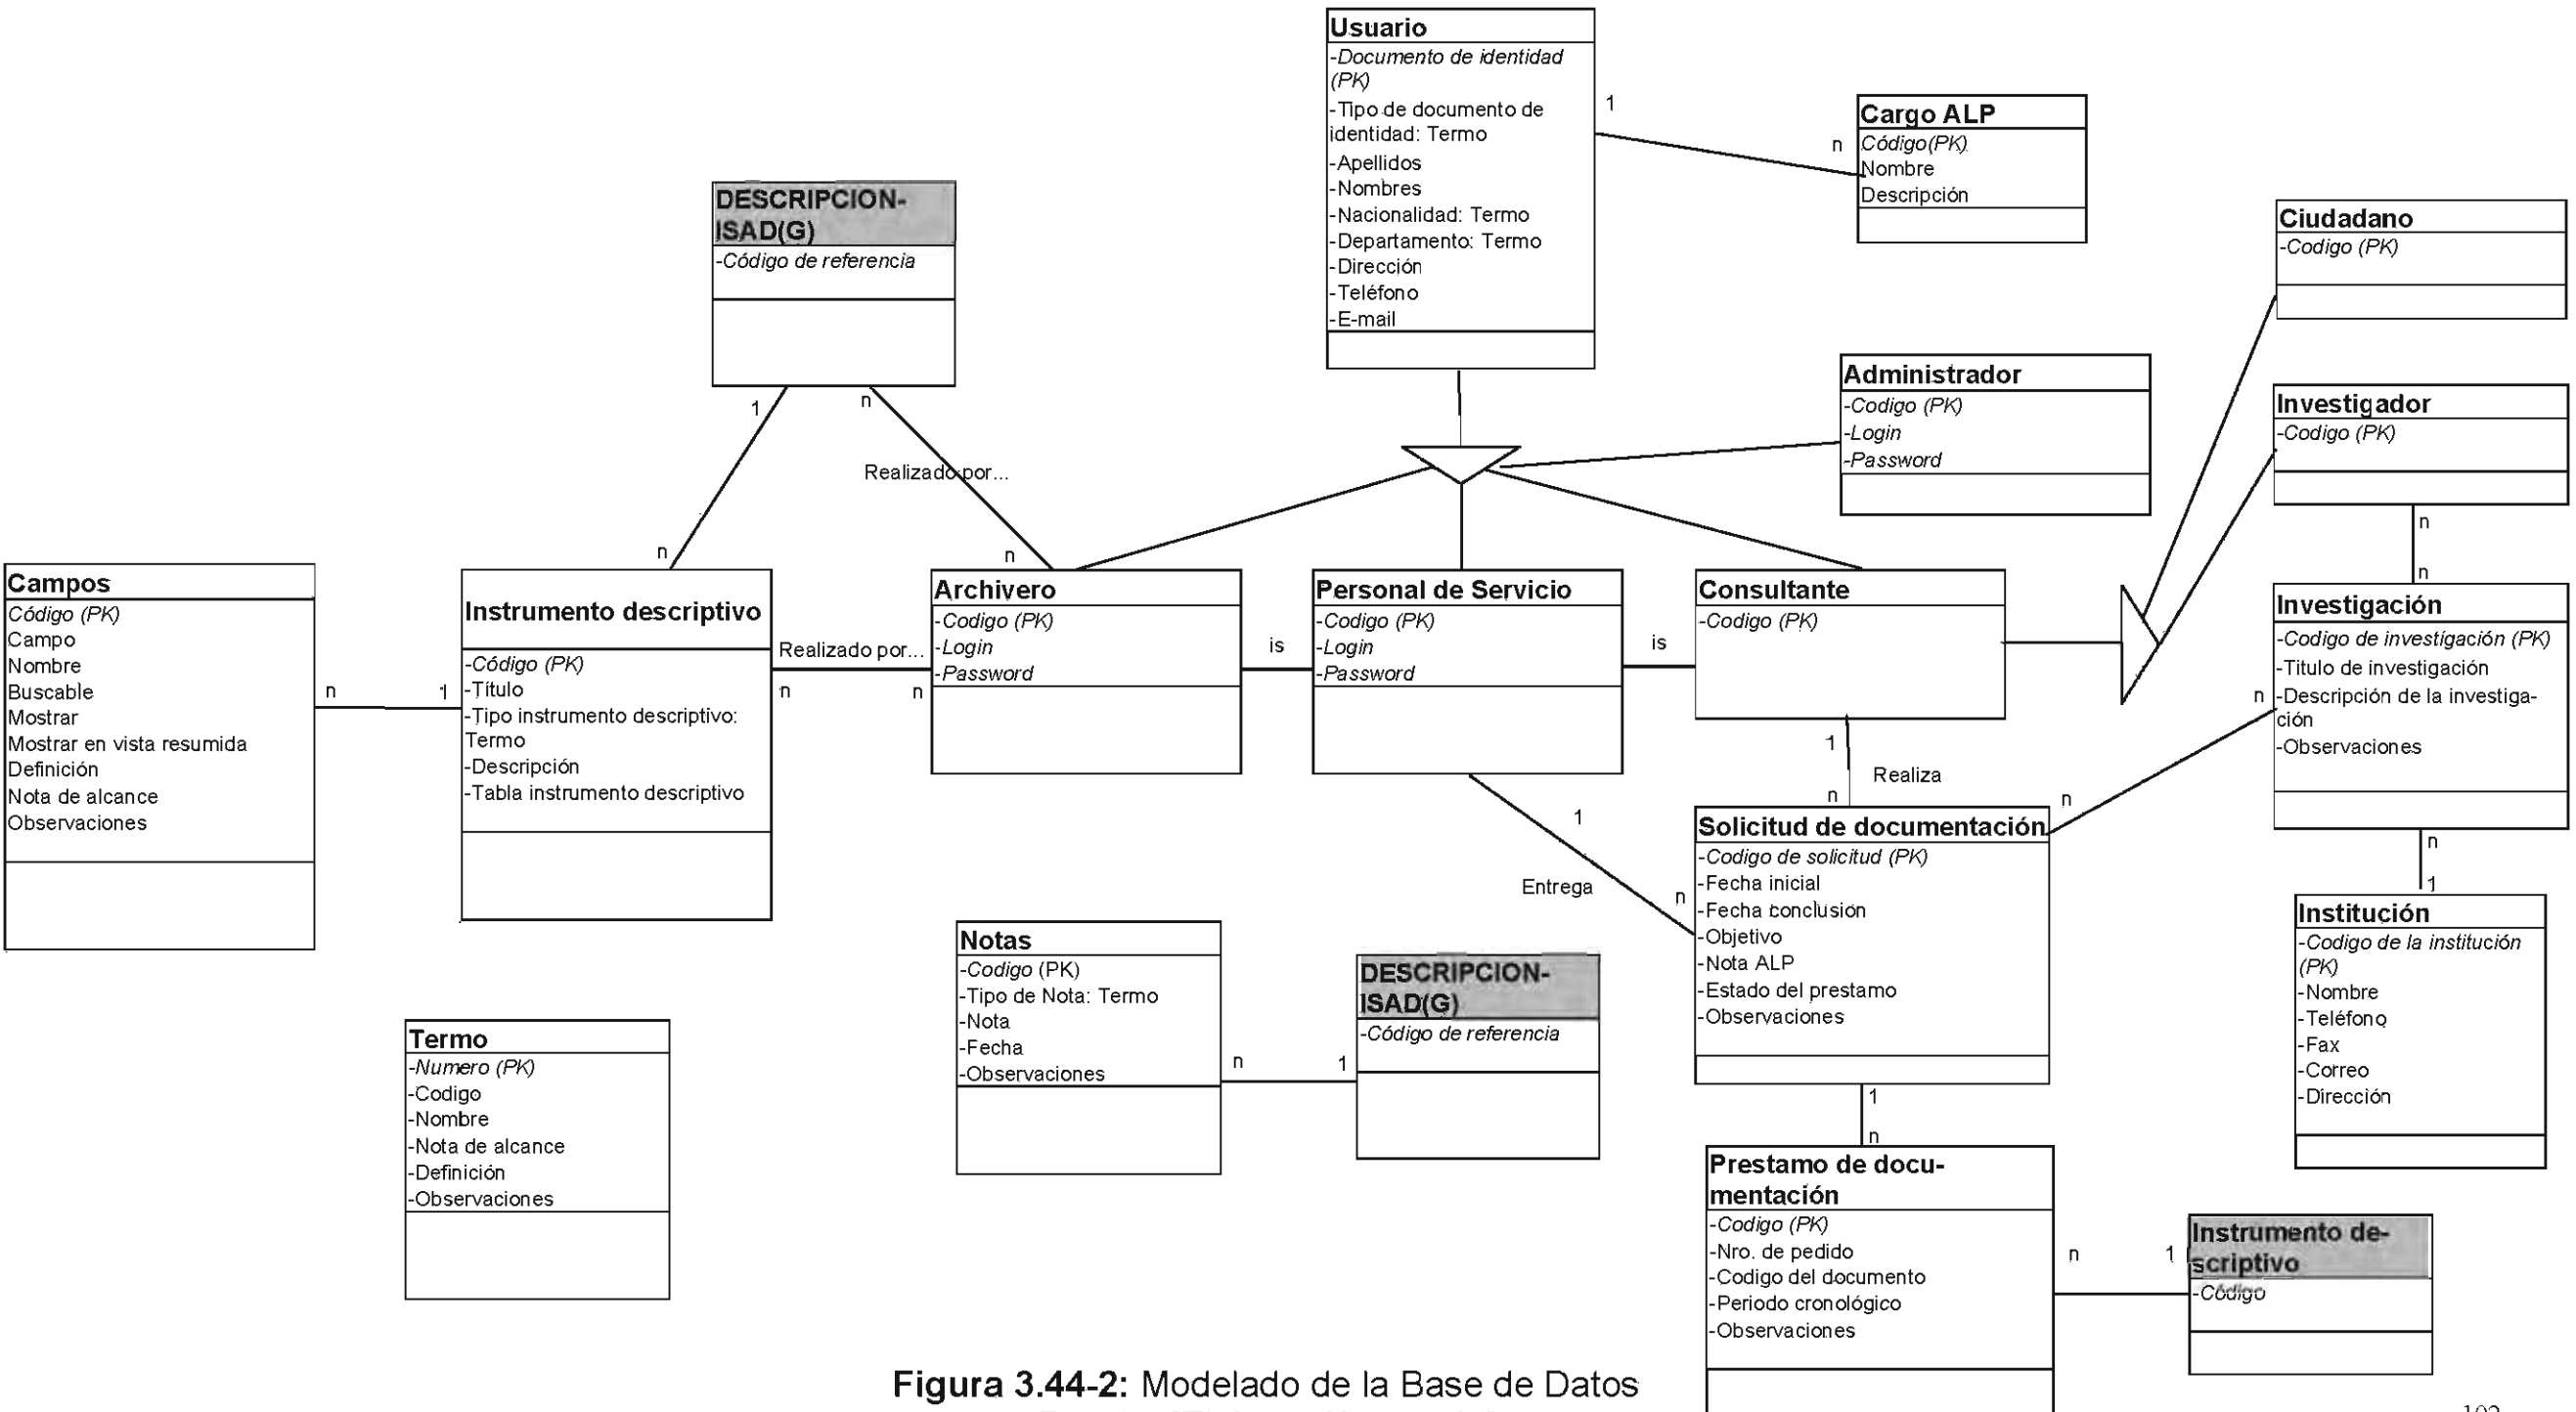 Usuario
-Documento de identidad
(PK)
-Tipo de documento de
identidad: Termo
-Apellidos
-Nombres
-Nacionalidad: Termo
-Departamento: Termo
-Dirección
-Teléfono
-E-mail
1
n
Cargo ALP
Código(PK)
Nombre
Descripción
DESCRIPCION-
ISAD(G)
-Código de referencia
1
n
Realizado por...
n
n
Ciudadano
-Codigo (PK)
Administrador
-Codigo (PK)
-Login
-Password
Investigador
-Codigo (PK)
n
n
Campos
Código (PK)
Campo
Nombre
Buscable
Mostrar
Mostrar en vista resumida
Definición
Nota de alcance
Observaciones
n
1
Instrumento descriptivo
-Código (PK)
-Título
-Tipo instrumento descriptivo:
Termo
-Descripción
-Tabla instrumento descriptivo
Realizado por...
n
n
Archivero
-Codigo (PK)
-Login
-Password
is
Personal de Servicio
-Codigo (PK)
-Login
-Password
is
Consultante
-Codigo (PK)
Investigación
-Codigo de investigación (PK)
-Titulo de investigación
-Descripción de la investiga-
ción
-Observaciones
n
n
1
Realiza
n
1
Entrega
n
Solicitud de documentación
-Codigo de solicitud (PK)
-Fecha inicial
-Fecha conclusión
-Objetivo
-Nota ALP
-Estado del prestamo
-Observaciones
n
1
Institución
-Codigo de la institución
(PK)
-Nombre
-Teléfono
-Fax
-Correo
-Dirección
Notas
-Codigo (PK)
-Tipo de Nota: Termo
-Nota
-Fecha
-Observaciones
n
1
DESCRIPCION-
ISAD(G)
-Código de referencia
Termo
-Numero (PK)
-Codigo
-Nombre
-Nota de alcance
-Definición
-Observaciones
1
n
Prestamo de docu-
mentación
-Codigo (PK)
-Nro. de pedido
-Codigo del documento
-Periodo cronológico
-Observaciones
n
1
Instrumento de-
scriptivo
-Código
Figura 3.44-2: Modelado de la Base de Datos